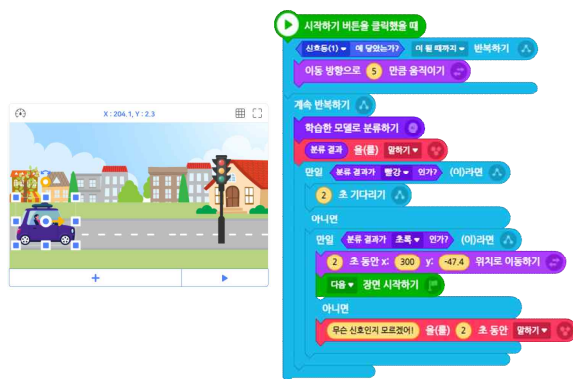 시작하기 버튼을 클릭했을 때
신호등(1) 에 닿았는가? 이 될 때까지 반복하기
이동 방향으로 5 만큼 움직이기
X : 204.1, Y : 2.3
계속 반복하기
학습한 모델로 분류하기
분류 결과 을(를) 말하기
만일 분류 결과가 빨강 인가? (이)라면
2 초 기다리기
아니면
만일 분류 결과가 초록 인가? (이)라면
2 초 동안 x: 300 y: -47.4 위치로 이동하기
다음 장면 시작하기
아니면
무슨 신호인지 모르겠어! 을(를) 2 초 동안 말하기